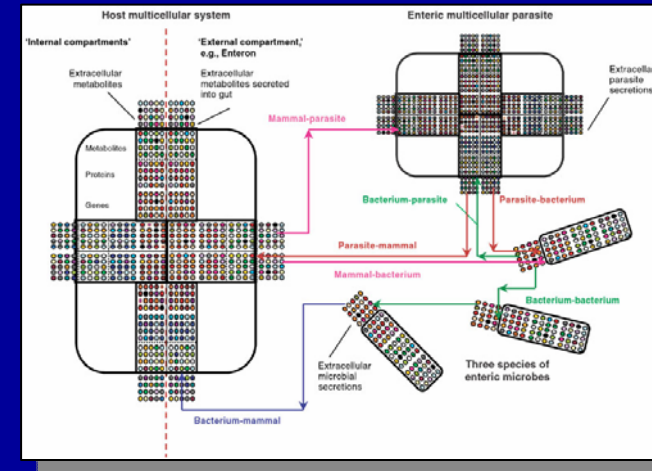 Host multicellular system
Enteric multicellular parasite
'Internal compartments'
'External compartment,'
e.g., Enteron
Extracellular
metabolites
Extracellular
metabolites secreted
into gut
Extracella
parasite
secretions
Mammal-parasite
Metabolites
Proteins
Genes
Bacterium-parasite
Parasite-bacterium
Parasite-mammal
Mammal-bacterium
Bacterium-bacterium
Extracellular
microbial
secretions
Three species of
enteric microbes
Bacterium-mammal